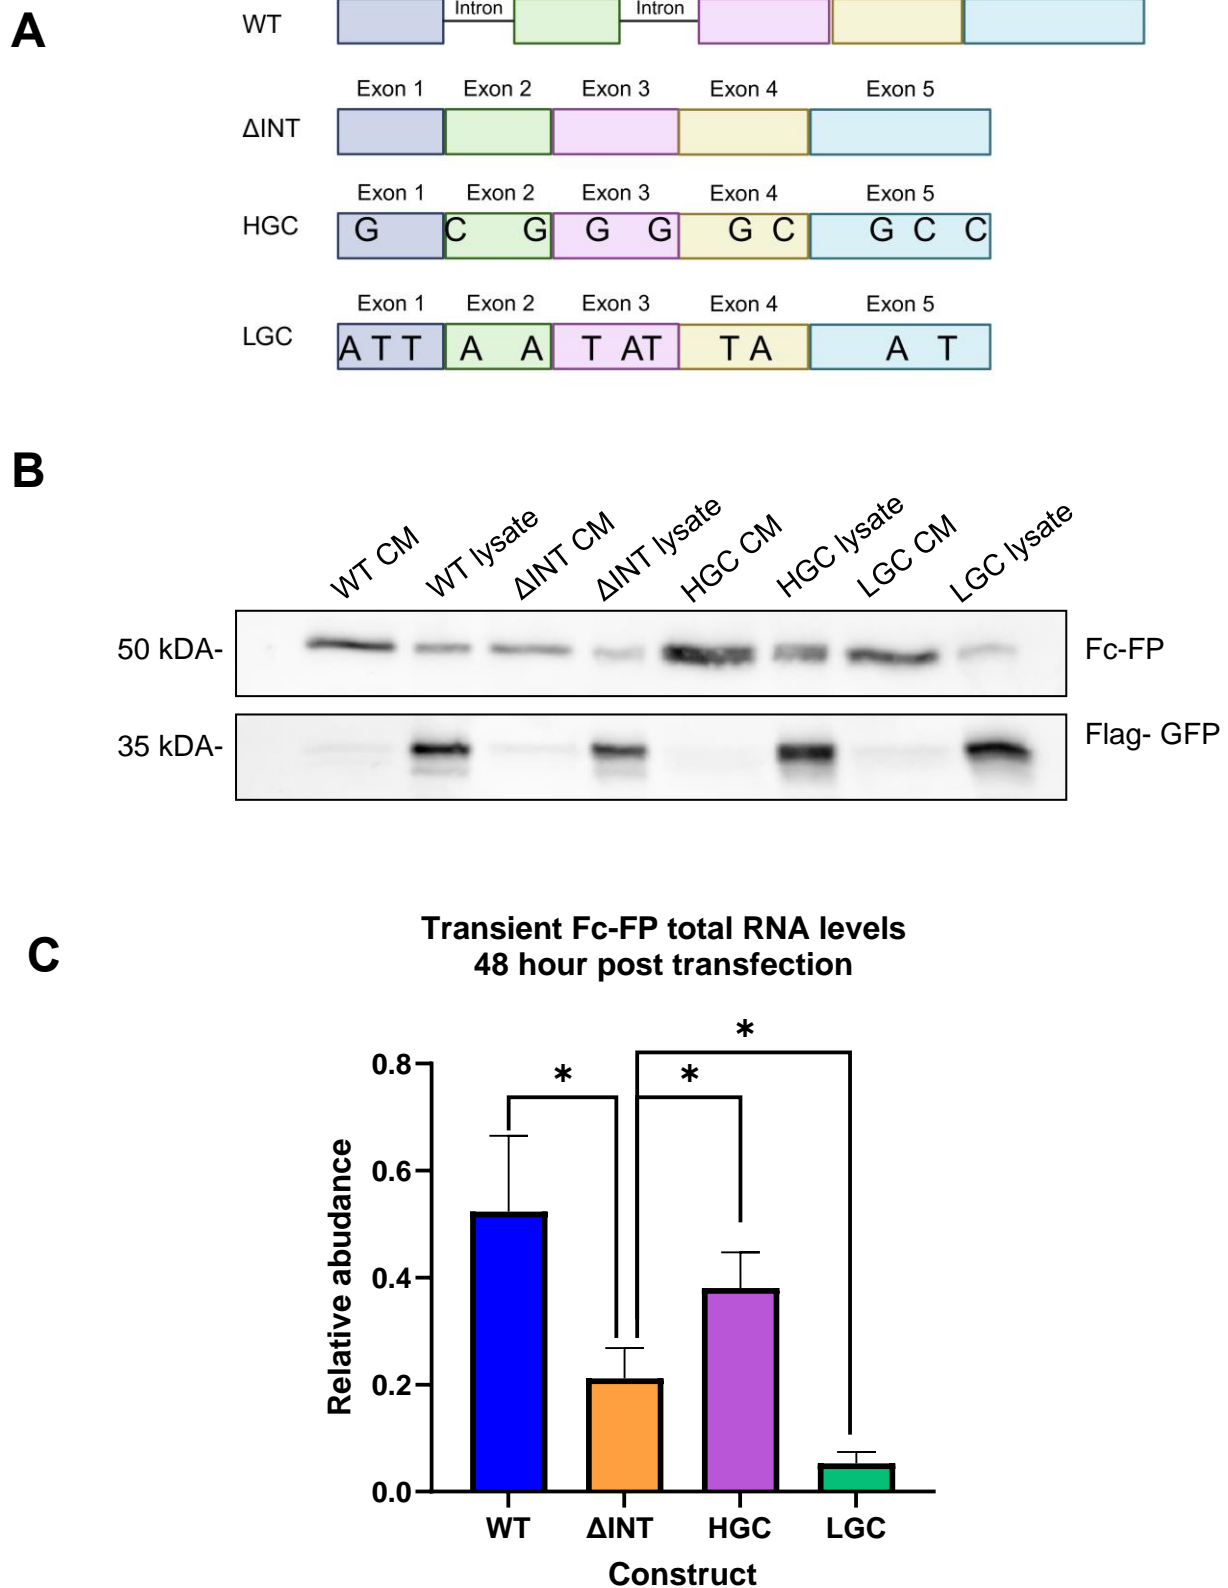 A
WT
Intron
Intron
Exon 1 Exon 2 Exon 3 Exon 4 Exon 5
ΔINT
Exon 1 Exon 2 Exon 3 Exon 4 Exon 5
HGC
G C G G G G C G C C
Exon 1 Exon 2 Exon 3 Exon 4 Exon 5
LGC
A T T A A T A T T A A T
B
WT CM
WT lysate
ΔINT CM
ΔINT lysate
HGC CM
HGC lysate
LGC CM
LGC lysate
50 kDA-
Fc-FP
35 kDA-
Flag- GFP
C
Transient Fc-FP total RNA levels
48 hour post transfection
*
*
*
Relative abudance
0.8
0.6
0.4
0.2
0.0
WT ΔINT HGC LGC
Construct